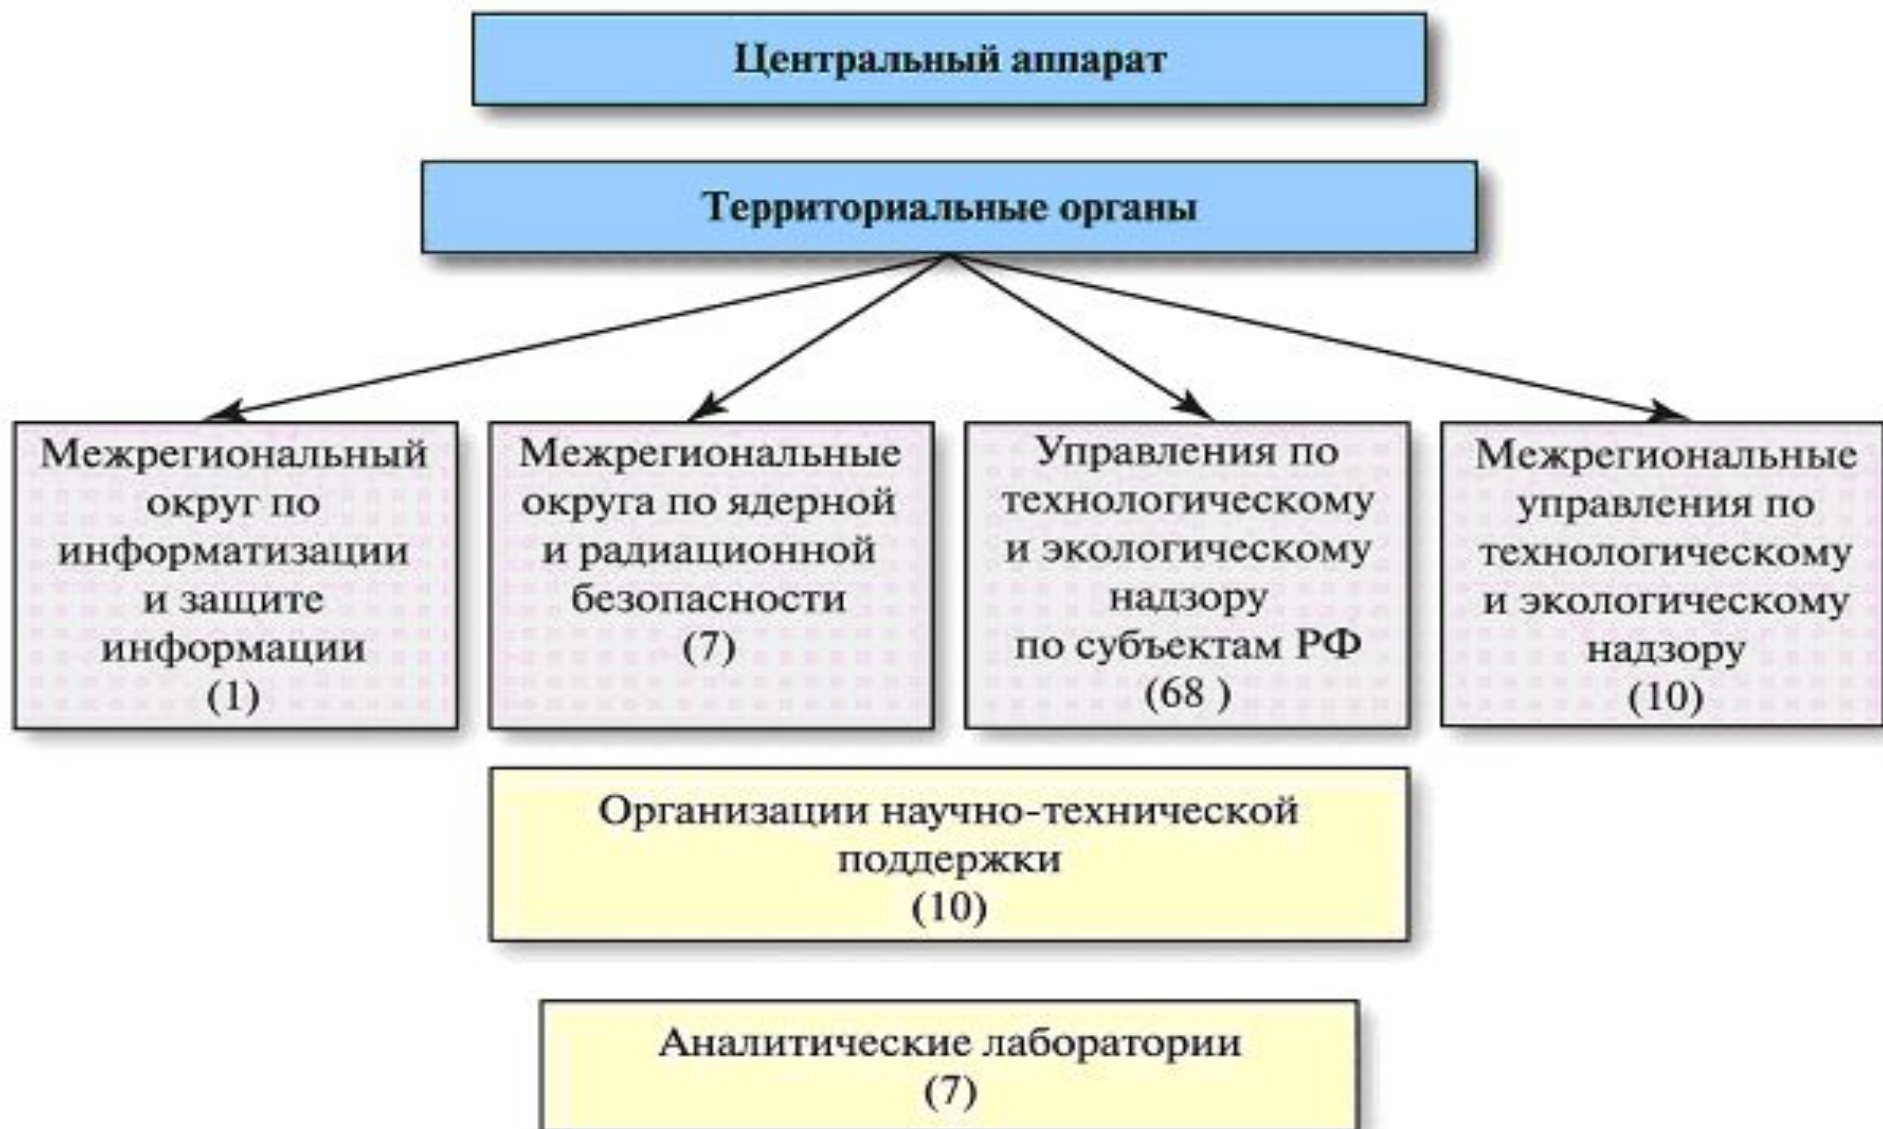 Центральный аппарат
Территориальные органы
Межрегиональный
округ по
информатизации
и защите
информации
(1)
Межрегиональные
округа по ядерной
и радиационной
безопасности
(7)
Управления по
технологическому
и экологическому
надзору
по субъектам РФ
(68 )
Межрегиональные
управления по
технологическому
и экологическому
надзору
(10)
Организации научно-технической
поддержки
(10)
Аналитические лаборатории
(7)